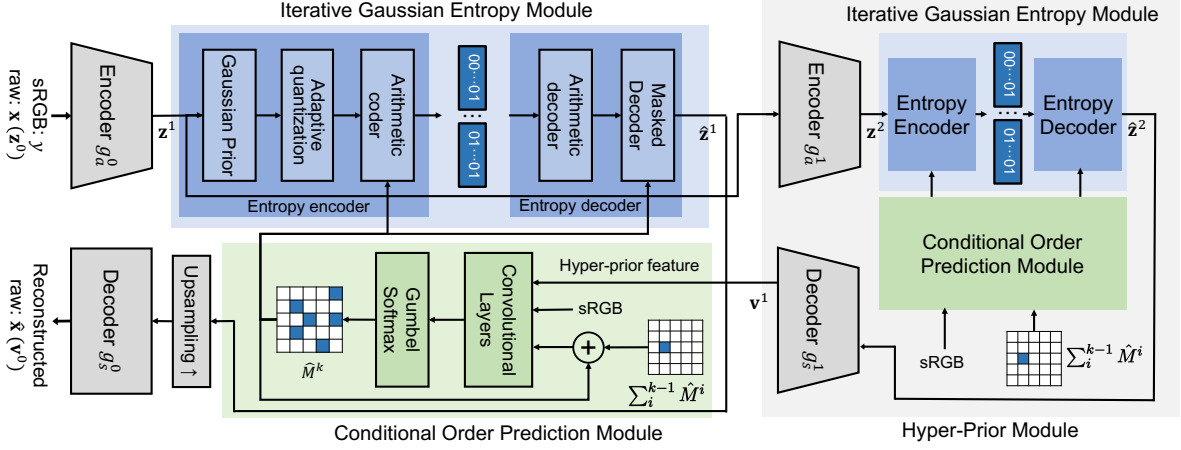 Iterative Gaussian Entropy Module
sRGB: y
raw: x (z⁰)
Encoder g_a^0
z¹
Gaussian Prior
Adaptive
quantization
Arithmetic
coder
00···01
⋮
01···01
Arithmetic
decoder
Masked
Decoder
ẑ¹
Entropy encoder
Entropy decoder
Iterative Gaussian Entropy Module
Encoder g_a^1
z²
Entropy
Encoder
00···01
01···01
Entropy
Decoder
ẑ²
Conditional Order
Prediction Module
sRGB
∑_i^{k-1} M̂^i
Decoder g_s^1
v¹
Hyper-Prior Module
Reconstructed
raw: x̂ (v⁰)
Decoder g_s^0
Upsampling ↑
M̂^k
Gumbel
Softmax
Convolutional
Layers
Hyper-prior feature
sRGB
+
∑_i^{k-1} M̂^i
Conditional Order Prediction Module